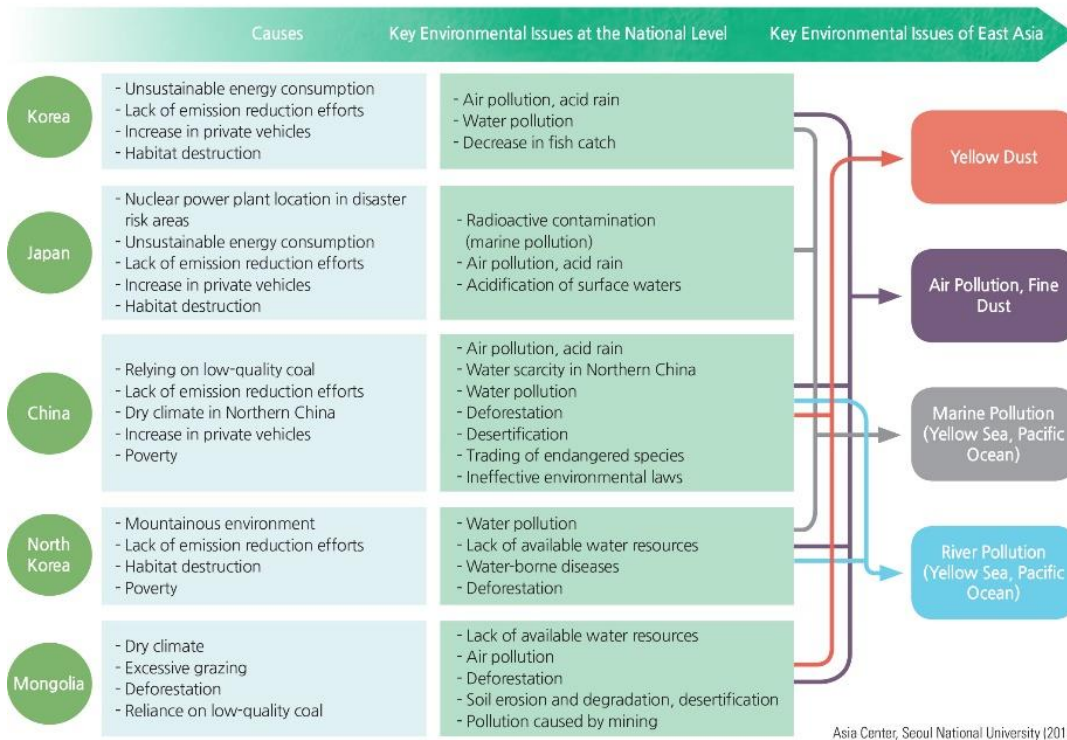 Causes
Key Environmental Issues at the National Level
Key Environmental Issues of East Asia
Korea
- Unsustainable energy consumption
- Lack of emission reduction efforts
- Increase in private vehicles
- Habitat destruction
- Air pollution, acid rain
- Water pollution
- Decrease in fish catch
Japan
- Nuclear power plant location in disaster
risk areas
- Unsustainable energy consumption
- Lack of emission reduction efforts
- Increase in private vehicles
- Habitat destruction
- Radioactive contamination
(marine pollution)
- Air pollution, acid rain
- Acidification of surface waters
China
- Relying on low-quality coal
- Lack of emission reduction efforts
- Dry climate in Northern China
- Increase in private vehicles
- Poverty
- Air pollution, acid rain
- Water scarcity in Northern China
- Water pollution
- Deforestation
- Desertification
- Trading of endangered species
- Ineffective environmental laws
North
Korea
- Mountainous environment
- Lack of emission reduction efforts
- Habitat destruction
- Poverty
- Water pollution
- Lack of available water resources
- Water-borne diseases
- Deforestation
Mongolia
- Dry climate
- Excessive grazing
- Deforestation
- Reliance on low-quality coal
- Lack of available water resources
- Air pollution
- Deforestation
- Soil erosion and degradation, desertification
- Pollution caused by mining
Yellow Dust
Air Pollution, Fine
Dust
Marine Pollution
(Yellow Sea, Pacific
Ocean)
River Pollution
(Yellow Sea, Pacific
Ocean)
Asia Center, Seoul National University (201